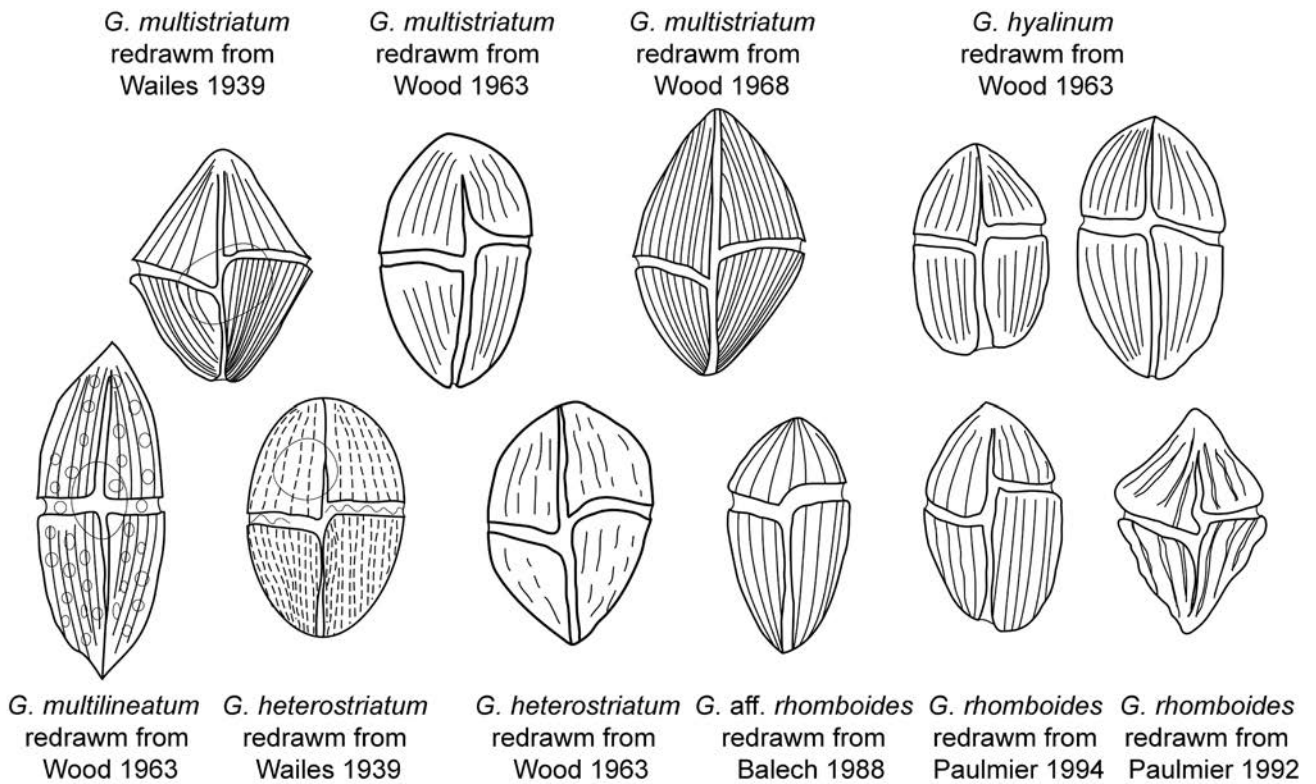 G. multistriatum
redrawm from
Wailes 1939
G. multistriatum
redrawm from
Wood 1963
G. multistriatum
redrawm from
Wood 1968
G. hyalinum
redrawm from
Wood 1963
G. multilineatum
redrawm from
Wood 1963
G. heterostriatum
redrawm from
Wailes 1939
G. heterostriatum
redrawm from
Wood 1963
G. aff. rhomboides
redrawm from
Balech 1988
G. rhomboides
redrawm from
Paulmier 1994
G. rhomboides
redrawm from
Paulmier 1992